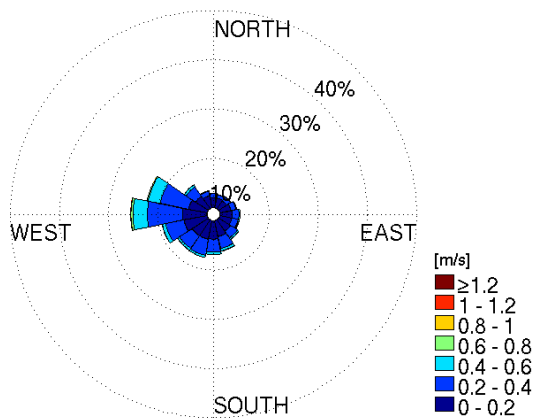 NORTH
40%
30%
20%
10%
WEST
EAST
[m/s]
≥1.2
1 - 1.2
0.8 - 1
0.6 - 0.8
0.4 - 0.6
0.2 - 0.4
0 - 0.2
SOUTH